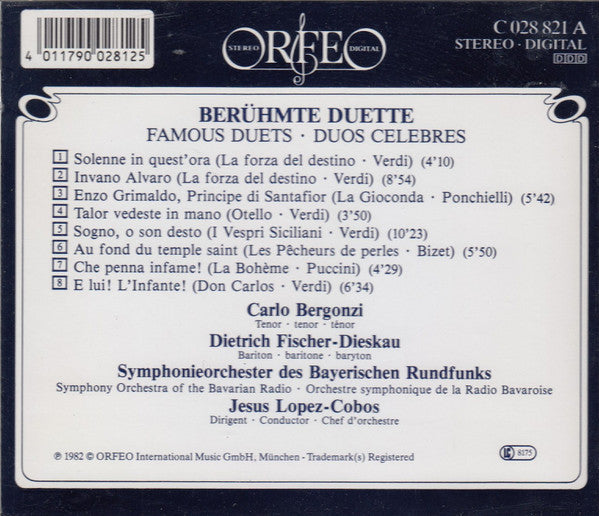 4 011790 028125
STEREO ORFEO DIGITAL
C 028 821 A
STEREO · DIGITAL
DDD
BERÜHMTE DUETTE
FAMOUS DUETS · DUOS CELEBRES
1 Solenne in quest'ora (La forza del destino · Verdi) (4'10)
2 Invano Alvaro (La forza del destino · Verdi) (8'54)
3 Enzo Grimaldo, Principe di Santafior (La Gioconda · Ponchielli) (5'42)
4 Talor vedeste in mano (Otello · Verdi) (3'50)
5 Sogno, o son desto (I Vespri Siciliani · Verdi) (10'23)
6 Au fond du temple saint (Les Pêcheurs de perles · Bizet) (5'50)
7 Che penna infame! (La Bohème · Puccini) (4'29)
8 E lui! L'Infante! (Don Carlos · Verdi) (6'34)
Carlo Bergonzi
Tenor · tenor · ténor
Dietrich Fischer-Dieskau
Bariton · baritone · baryton
Symphonieorchester des Bayerischen Rundfunks
Symphony Orchestra of the Bavarian Radio · Orchestre symphonique de la Radio Bavaroise
Jesus Lopez-Cobos
Dirigent · Conductor · Chef d'orchestre
℗ 1982 © ORFEO International Music GmbH, München · Trademark(s) Registered
LC 8175